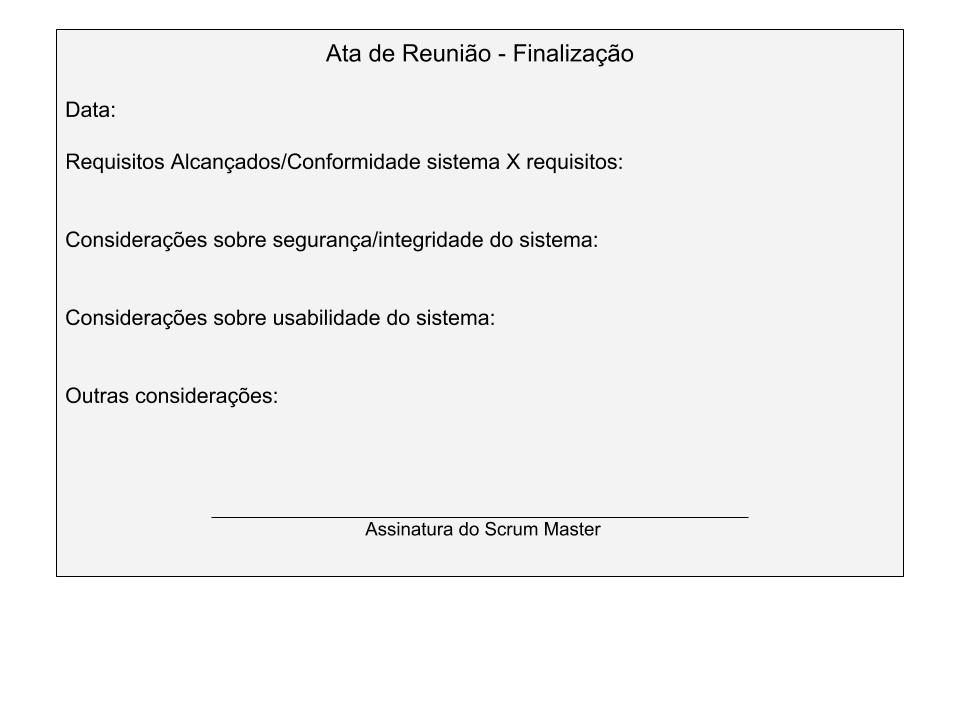 Ata de Reunião - Finalização
Data:
Requisitos Alcançados/Conformidade sistema X requisitos:
Considerações sobre segurança/integridade do sistema:
Considerações sobre usabilidade do sistema:
Outras considerações:
Assinatura do Scrum Master